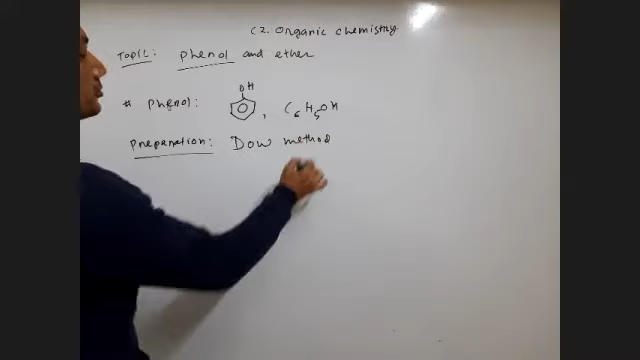 C2. Organic chemistry
Topic: phenol and ether
# Phenol: OH , C6H5OH
Preparation: Dow method